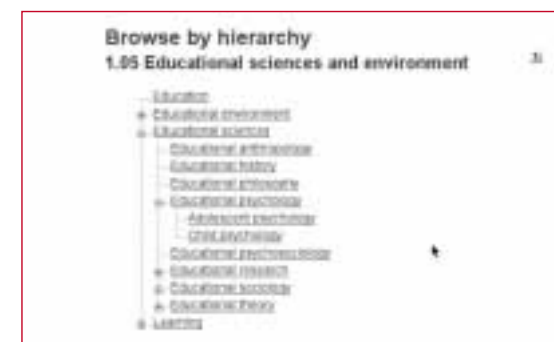 Browse by hierarchy
1.05 Educational sciences and environment
Education
Educational environment
Educational sciences
Educational anthropology
Educational history
Educational philosophy
Educational psychology
Adolescent psychology
Child psychology
Educational psychosociology
Educational research
Educational sociology
Educational theory
Learning